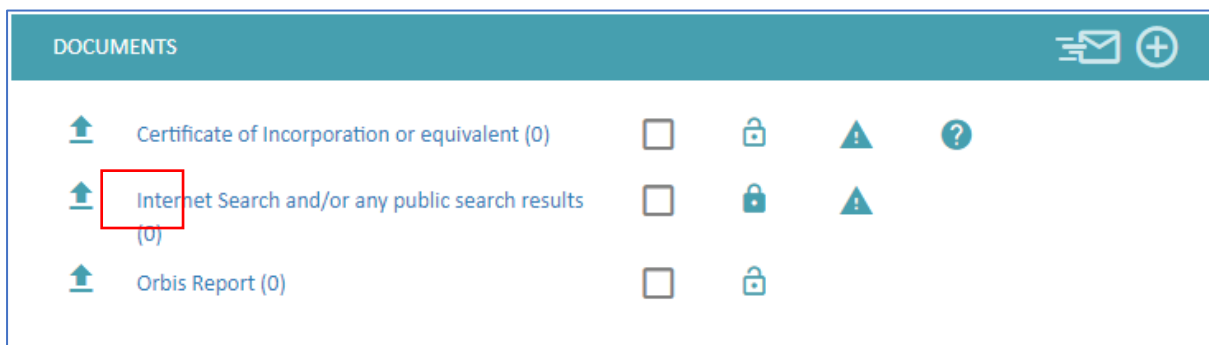 DOCUMENTS
Certificate of Incorporation or equivalent (0)
Internet Search and/or any public search results
(0)
Orbis Report (0)